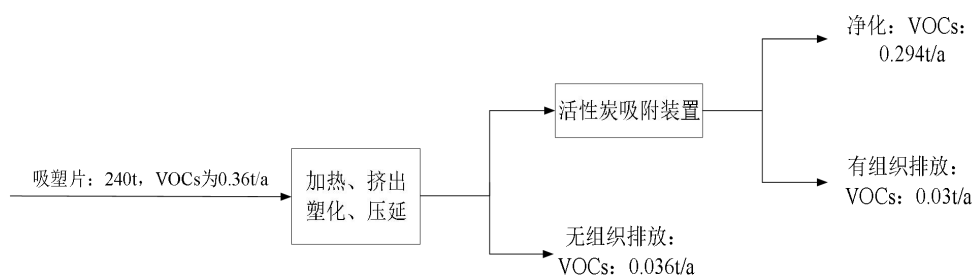 净化：VOCs：
0.294t/a
活性炭吸附装置
吸塑片：240t，VOCs为0.36t/a
加热、挤出
塑化、压延
有组织排放：
VOCs：0.03t/a
无组织排放：
VOCs：0.036t/a